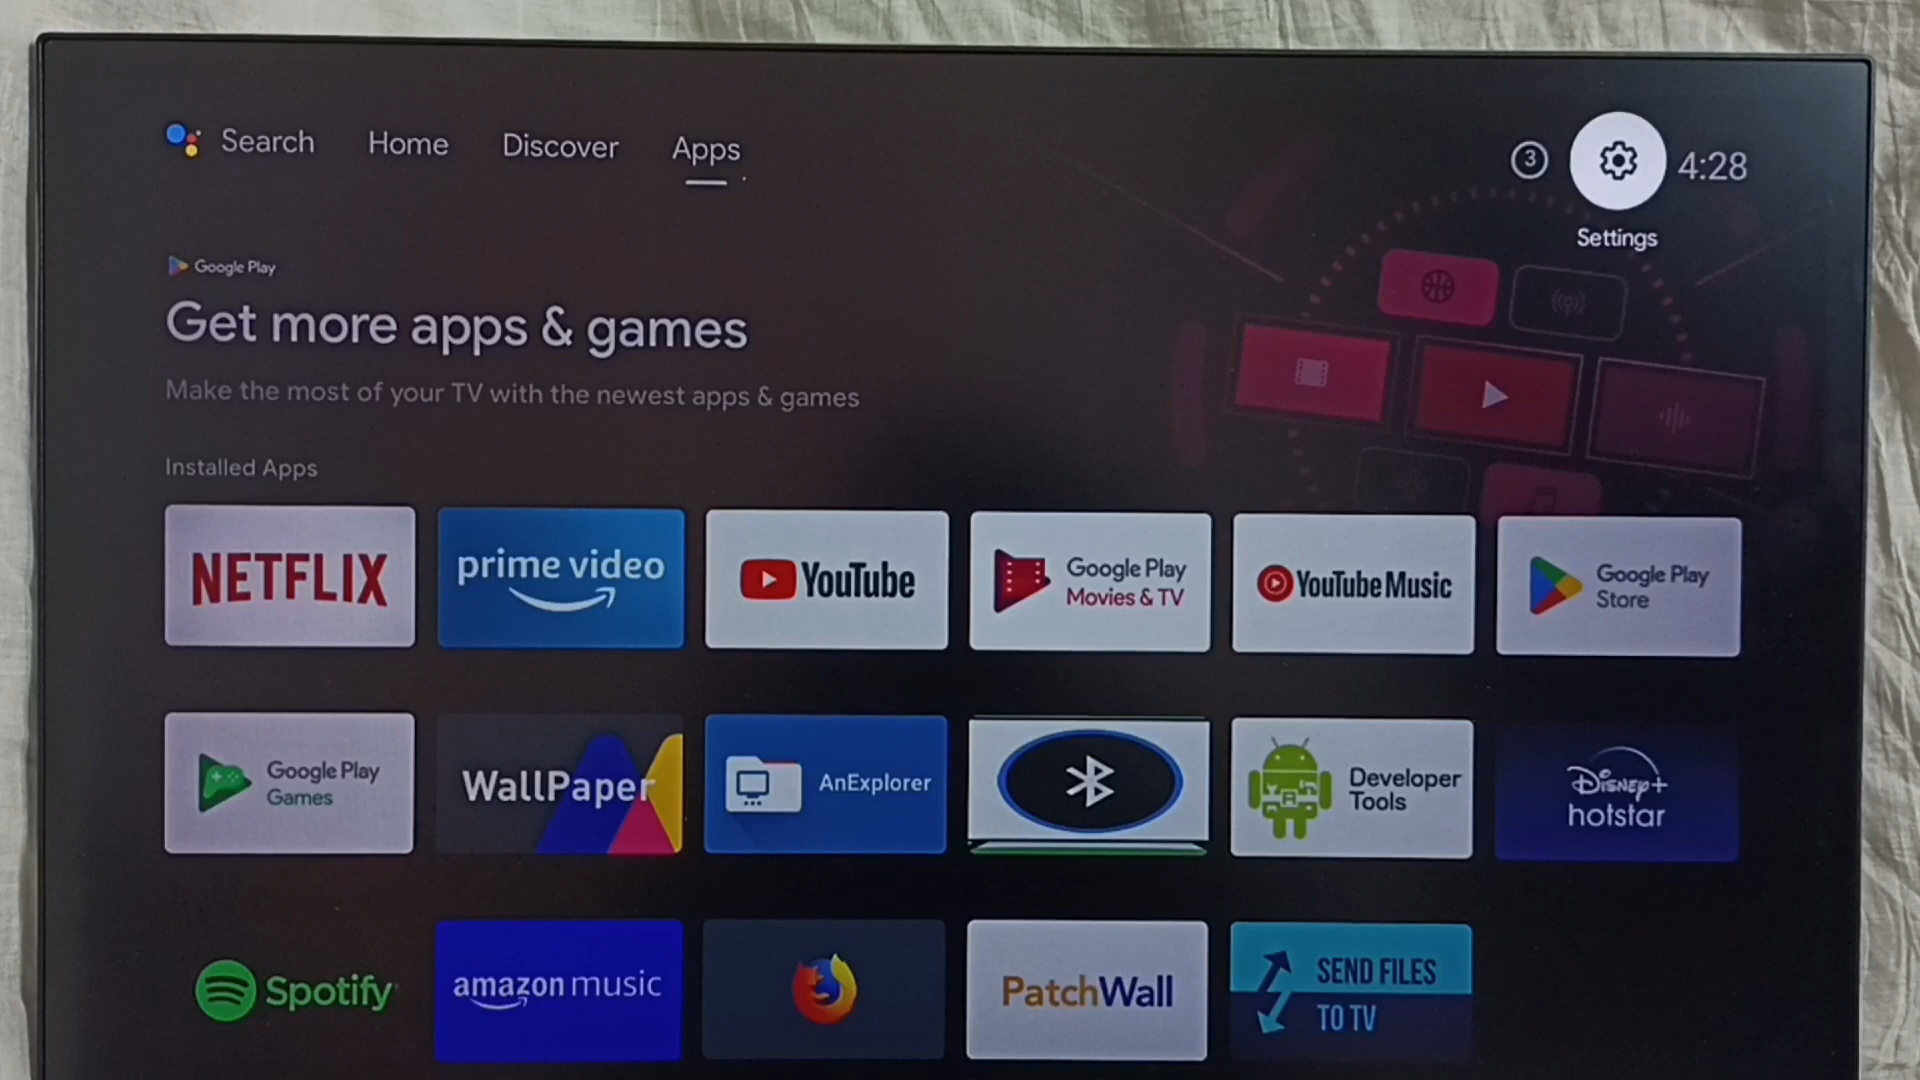 Search Home Discover Apps
3 4:28
Settings
Google Play
Get more apps & games
Make the most of your TV with the newest apps & games
Installed Apps
NETFLIX
prime video
YouTube
Google Play
Movies & TV
YouTube Music
Google Play
Store
Google Play
Games
WallPaper
AnExplorer
Developer
Tools
Disney+
hotstar
Spotify
amazon music
PatchWall
SEND FILES
TO TV